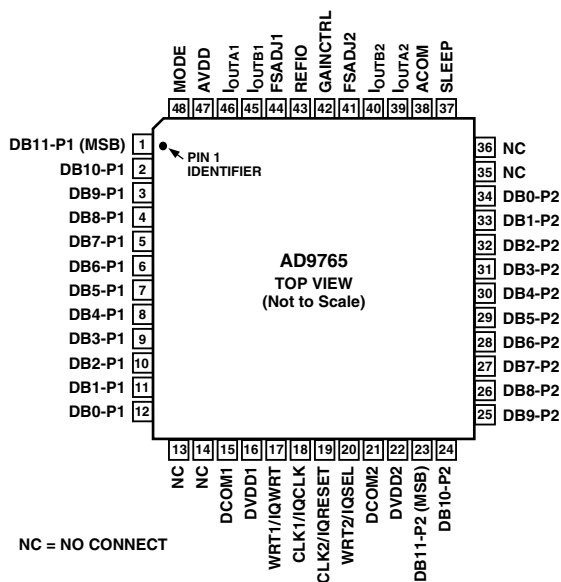 MODE
AVDD
IOUTA1
IOUTB1
FSADJ1
REFIO
GAINCTRL
FSADJ2
IOUTB2
IOUTA2
ACOM
SLEEP
48 47 46 45 44 43 42 41 40 39 38 37
DB11-P1 (MSB) 1
DB10-P1 2
DB9-P1 3
DB8-P1 4
DB7-P1 5
DB6-P1 6
DB5-P1 7
DB4-P1 8
DB3-P1 9
DB2-P1 10
DB1-P1 11
DB0-P1 12
PIN 1
IDENTIFIER
AD9765
TOP VIEW
(Not to Scale)
36 NC
35 NC
34 DB0-P2
33 DB1-P2
32 DB2-P2
31 DB3-P2
30 DB4-P2
29 DB5-P2
28 DB6-P2
27 DB7-P2
26 DB8-P2
25 DB9-P2
13 14 15 16 17 18 19 20 21 22 23 24
NC
NC
DCOM1
DVDD1
WRT1/IQWRT
CLK1/IQCLK
CLK2/IQRESET
WRT2/IQSEL
DCOM2
DVDD2
DB11-P2 (MSB)
DB10-P2
NC = NO CONNECT